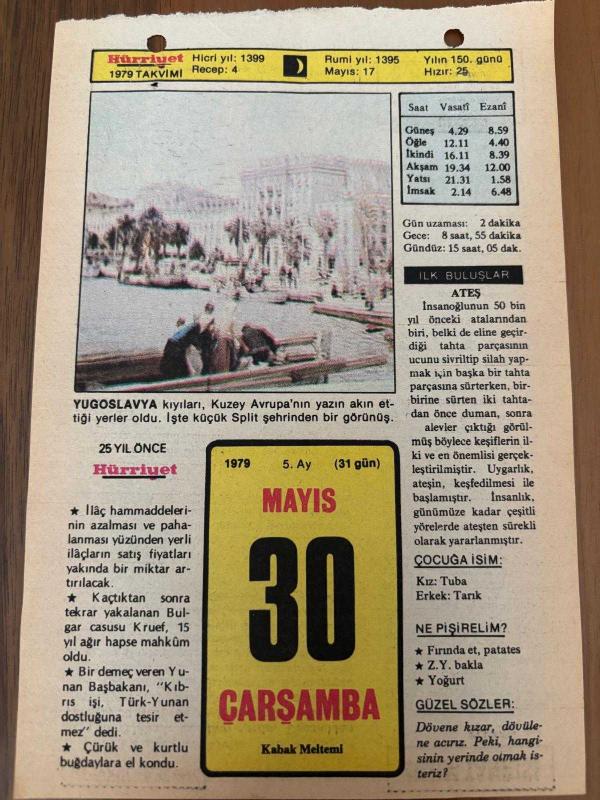 Hürriyet
1979 TAKVİMİ
Hicri yıl: 1399
Recep: 4
Rumi yıl: 1395
Mayıs: 17
Yılın 150. günü
Hızır: 25
Saat Vasatî Ezanî
Güneş 4.29 8.59
Öğle 12.11 4.40
İkindi 16.11 8.39
Akşam 19.34 12.00
Yatsı 21.31 1.58
İmsak 2.14 6.48
Gün uzaması: 2 dakika
Gece: 8 saat, 55 dakika
Gündüz: 15 saat, 05 dak.
YUGOSLAVYA kıyıları, Kuzey Avrupa'nın yazın akın et-
tiği yerler oldu. İşte küçük Split şehrinden bir görünüş.
25 YIL ÖNCE
Hürriyet
★ İlâç hammaddeleri-
nin azalması ve paha-
lanması yüzünden yerli
ilâçların satış fiyatları
yakında bir miktar ar-
tırılacak.
★ Kaçtıktan sonra
tekrar yakalanan Bul-
gar casusu Kruef, 15
yıl ağır hapse mahkûm
oldu.
★ Bir demeç veren Yu-
nan Başbakanı, "Kıb-
rıs işi, Türk-Yunan
dostluğuna tesir et-
mez" dedi.
★ Çürük ve kurtlu
buğdaylara el kondu.
1979 5. Ay (31 gün)
MAYIS
30
ÇARŞAMBA
Kabak Meltemi
İLK BULUŞLAR
ATEŞ
İnsanoğlunun 50 bin
yıl önceki atalarından
biri, belki de eline geçir-
diği tahta parçasının
ucunu sivriltip silah yap-
mak için başka bir tahta
parçasına sürterken, bir-
birine sürten iki tahta-
dan önce duman, sonra
alevler çıktığı görül-
müş böylece keşiflerin il-
ki ve en önemlisi gerçek-
leştirilmiştir. Uygarlık,
ateşin, keşfedilmesi ile
başlamıştır. İnsanlık,
günümüze kadar çeşitli
yörelerde ateşten sürekli
olarak yararlanmıştır.
ÇOCUĞA İSİM:
Kız: Tuba
Erkek: Tarık
NE PİŞİRELİM?
★ Fırında et, patates
★ Z.Y. bakla
★ Yoğurt
GÜZEL SÖZLER:
Dövene kızar, dövüle-
ne acırız. Peki, hangi-
sinin yerinde olmak is-
teriz?